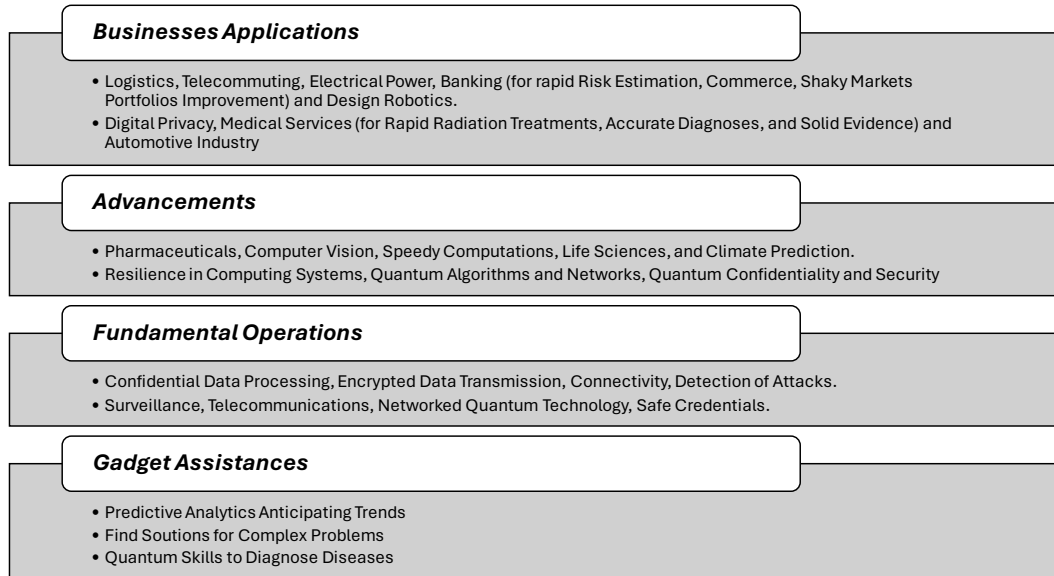 Businesses Applications
• Logistics, Telecommuting, Electrical Power, Banking (for rapid Risk Estimation, Commerce, Shaky Markets
Portfolios Improvement) and Design Robotics.
• Digital Privacy, Medical Services (for Rapid Radiation Treatments, Accurate Diagnoses, and Solid Evidence) and
Automotive Industry
Advancements
• Pharmaceuticals, Computer Vision, Speedy Computations, Life Sciences, and Climate Prediction.
• Resilience in Computing Systems, Quantum Algorithms and Networks, Quantum Confidentiality and Security
Fundamental Operations
• Confidential Data Processing, Encrypted Data Transmission, Connectivity, Detection of Attacks.
• Surveillance, Telecommunications, Networked Quantum Technology, Safe Credentials.
Gadget Assistances
• Predictive Analytics Anticipating Trends
• Find Soutions for Complex Problems
• Quantum Skills to Diagnose Diseases